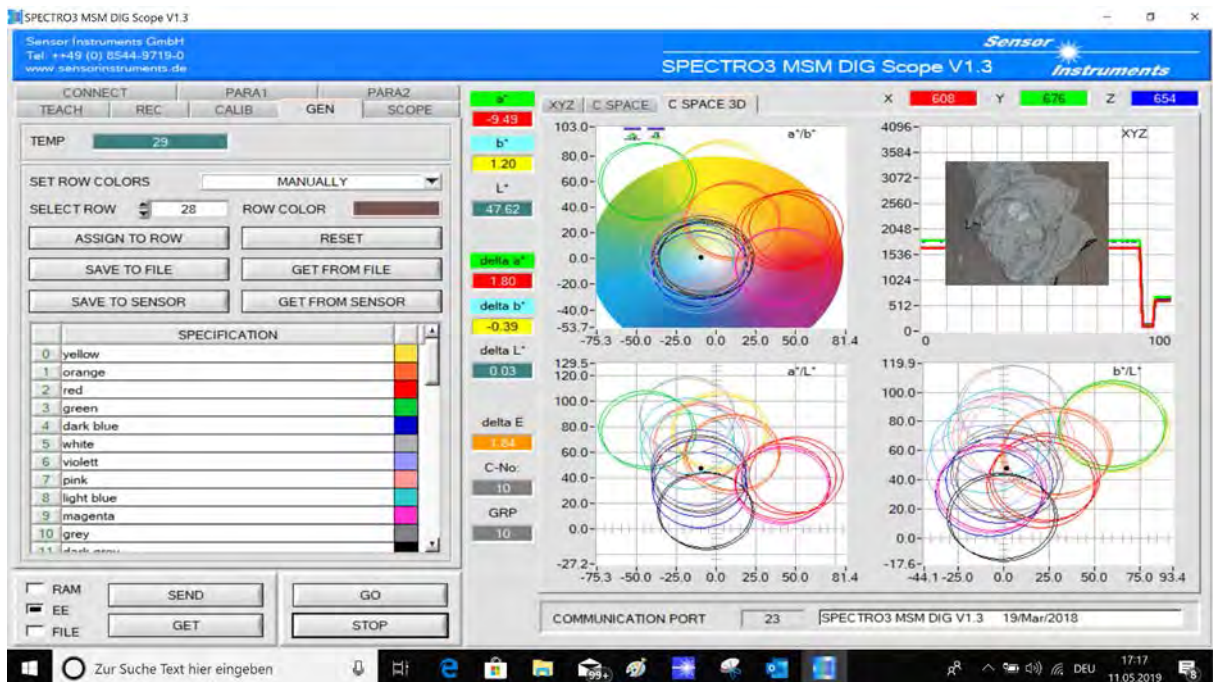 SPECTRO3 MSM DIG Scope V1.3
Sensor Instruments GmbH
Tel. ++49 (0) 8544-9719-0
www.sensorinstruments.de
SPECTRO3 MSM DIG Scope V1.3
Sensor
Instruments
CONNECT PARA1 PARA2
TEACH REC CALIB GEN SCOPE
TEMP 29
SET ROW COLORS MANUALLY
SELECT ROW 28 ROW COLOR
ASSIGN TO ROW RESET
SAVE TO FILE GET FROM FILE
SAVE TO SENSOR GET FROM SENSOR
SPECIFICATION
0 yellow
1 orange
2 red
3 green
4 dark blue
5 white
6 violett
7 pink
8 light blue
9 magenta
10 grey
11 dark grey
RAM
EE
FILE
SEND GO
GET STOP
a*
-9.49
b*
1.20
L*
47.62
delta a*
1.80
delta b*
-0.39
delta L*
0.03
delta E
1.84
C-No:
10
GRP
10
XYZ C SPACE C SPACE 3D
X 608 Y 676 Z 654
a*/b*
103.0-
80.0-
60.0-
40.0-
20.0-
0.0-
-20.0-
-40.0-
-53.7-
-75.3 -50.0 -25.0 0.0 25.0 50.0 81.4
XYZ
4096-
3584-
3072-
2560-
2048-
1536-
1024-
512-
0-
0 100
a*/L*
129.5-
120.0-
100.0-
80.0-
60.0-
40.0-
20.0-
0.0-
-27.2-
-75.3 -50.0 -25.0 0.0 25.0 50.0 81.4
b*/L*
119.9-
100.0-
80.0-
60.0-
40.0-
20.0-
0.0-
-17.6-
-44.1 -25.0 0.0 25.0 50.0 75.0 93.4
COMMUNICATION PORT 23 SPECTRO3 MSM DIG V1.3 19/Mar/2018
Zur Suche Text hier eingeben
99+
DEU
17:17
11.05.2019
8